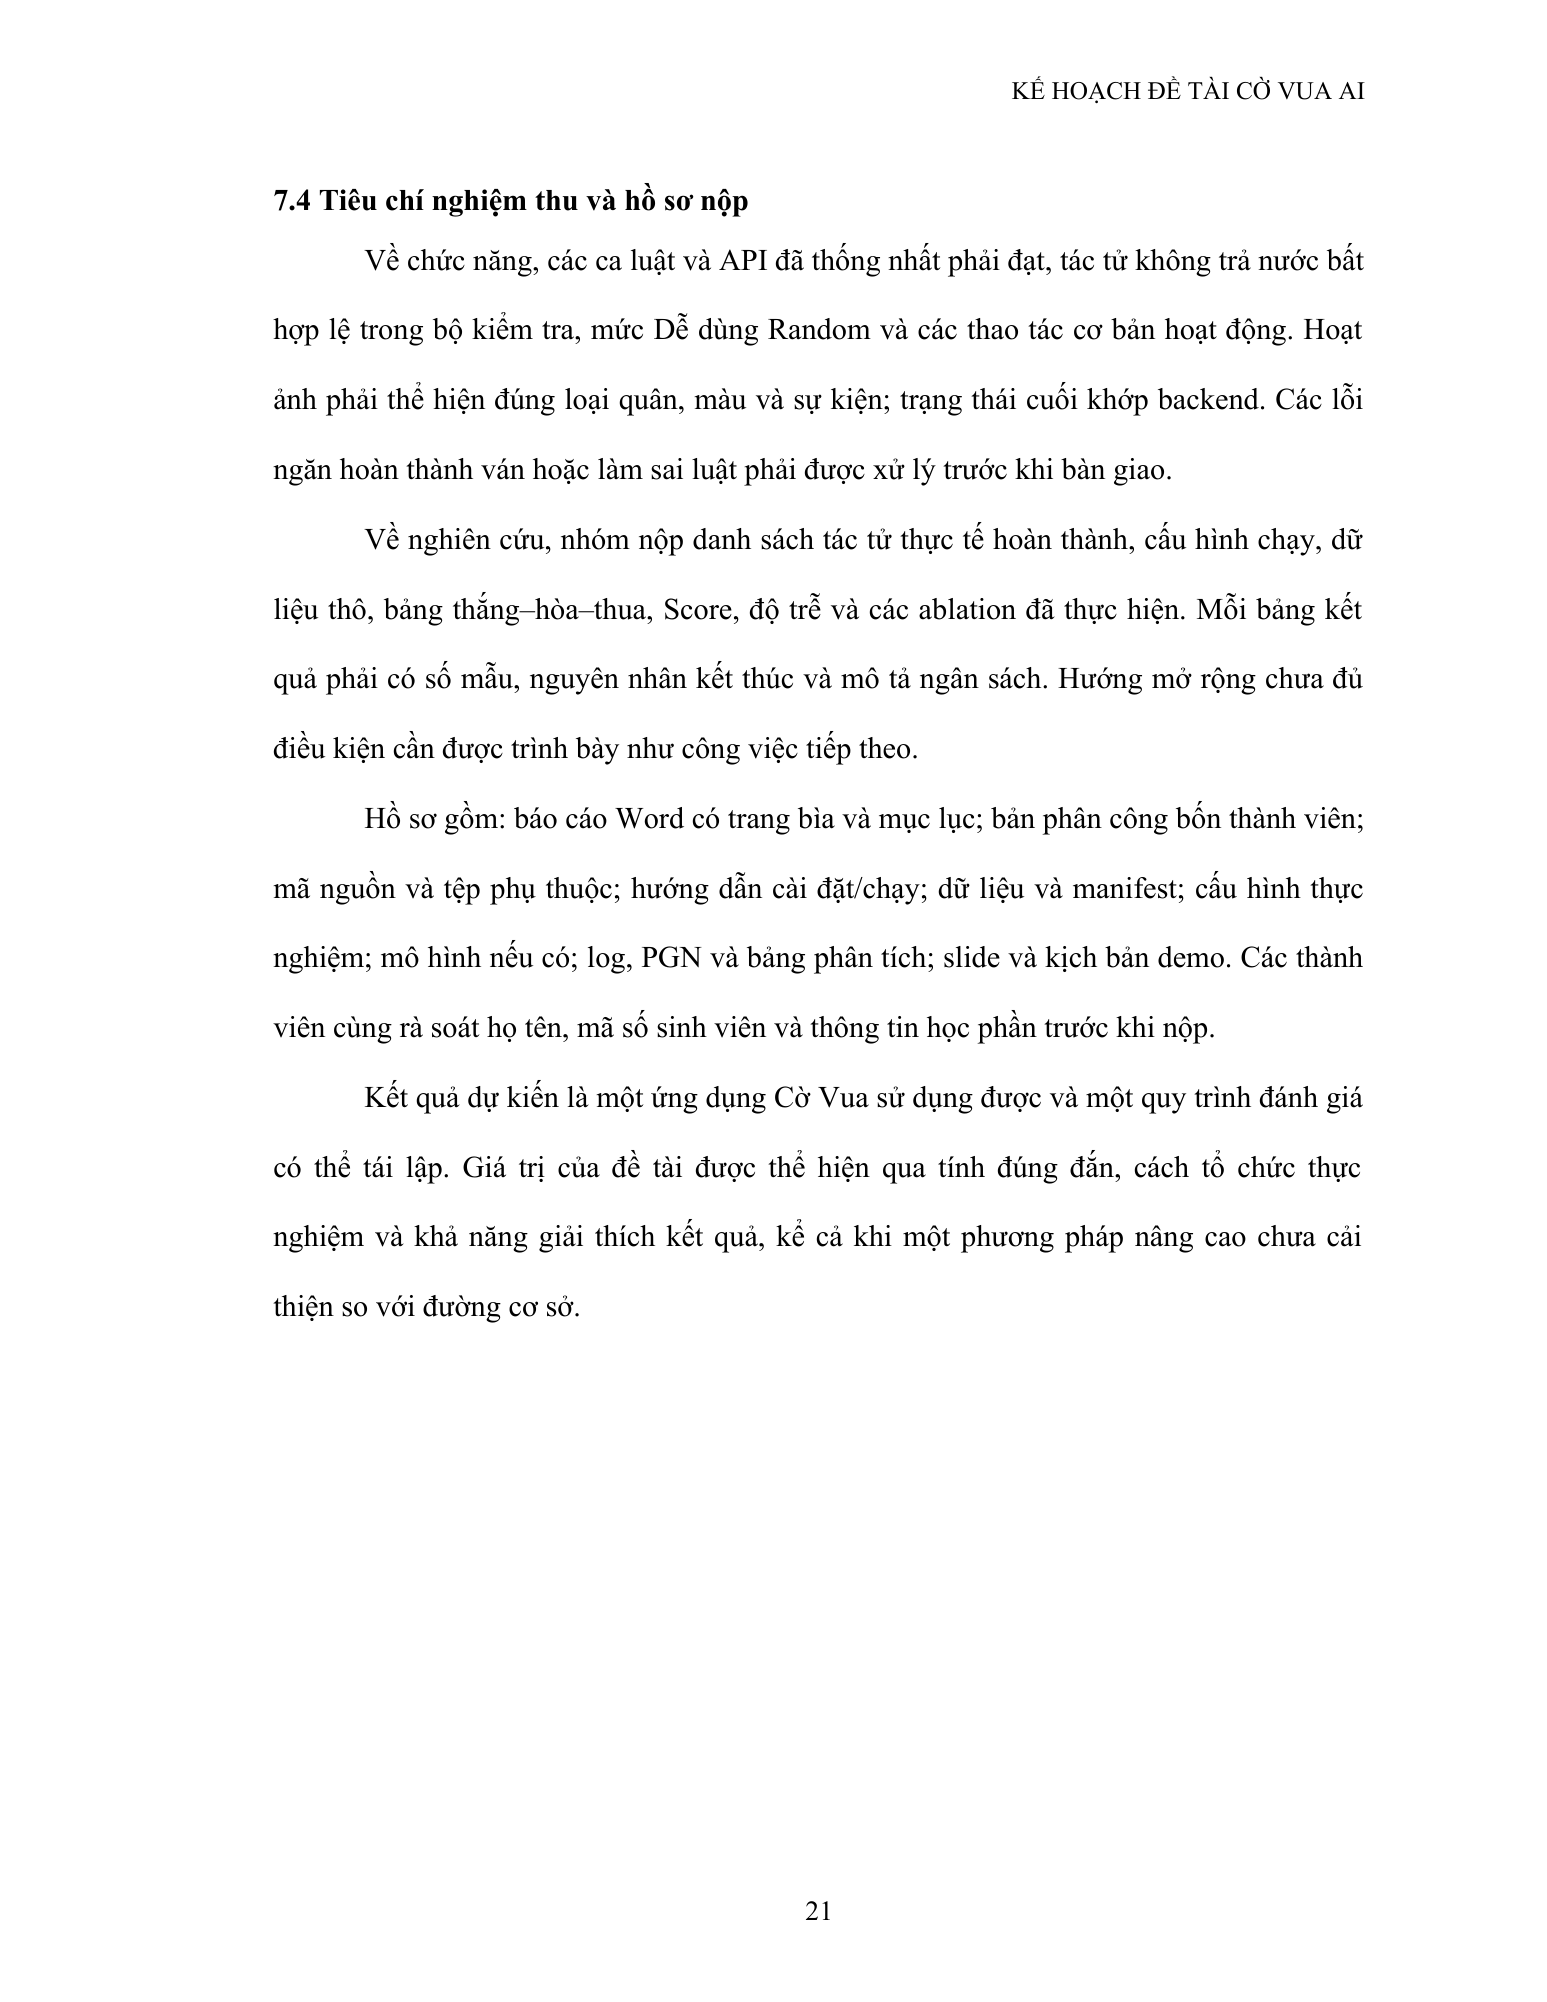 KẾ HOẠCH ĐỀ TÀI CỜ VUA AI
7.4 Tiêu chí nghiệm thu và hồ sơ nộp
Về chức năng, các ca luật và API đã thống nhất phải đạt, tác tử không trả nước bất
hợp lệ trong bộ kiểm tra, mức Dễ dùng Random và các thao tác cơ bản hoạt động. Hoạt
ảnh phải thể hiện đúng loại quân, màu và sự kiện; trạng thái cuối khớp backend. Các lỗi
ngăn hoàn thành ván hoặc làm sai luật phải được xử lý trước khi bàn giao.
Về nghiên cứu, nhóm nộp danh sách tác tử thực tế hoàn thành, cấu hình chạy, dữ
liệu thô, bảng thắng–hòa–thua, Score, độ trễ và các ablation đã thực hiện. Mỗi bảng kết
quả phải có số mẫu, nguyên nhân kết thúc và mô tả ngân sách. Hướng mở rộng chưa đủ
điều kiện cần được trình bày như công việc tiếp theo.
Hồ sơ gồm: báo cáo Word có trang bìa và mục lục; bản phân công bốn thành viên;
mã nguồn và tệp phụ thuộc; hướng dẫn cài đặt/chạy; dữ liệu và manifest; cấu hình thực
nghiệm; mô hình nếu có; log, PGN và bảng phân tích; slide và kịch bản demo. Các thành
viên cùng rà soát họ tên, mã số sinh viên và thông tin học phần trước khi nộp.
Kết quả dự kiến là một ứng dụng Cờ Vua sử dụng được và một quy trình đánh giá
có thể tái lập. Giá trị của đề tài được thể hiện qua tính đúng đắn, cách tổ chức thực
nghiệm và khả năng giải thích kết quả, kể cả khi một phương pháp nâng cao chưa cải
thiện so với đường cơ sở.
21